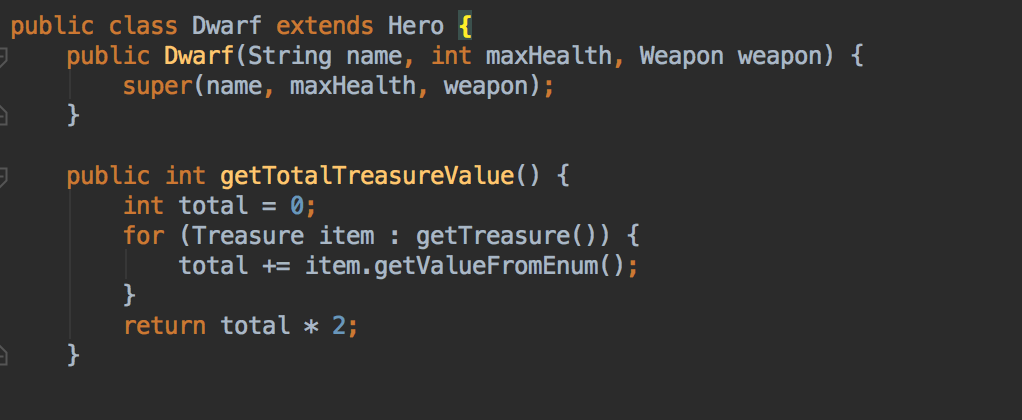 public class Dwarf extends Hero {
    public Dwarf(String name, int maxHealth, Weapon weapon) {
        super(name, maxHealth, weapon);
    }

    public int getTotalTreasureValue() {
        int total = 0;
        for (Treasure item : getTreasure()) {
            total += item.getValueFromEnum();
        }
        return total * 2;
    }